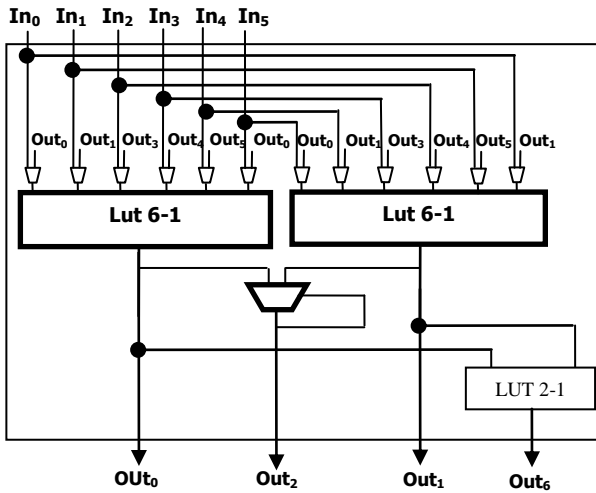 In0 In1 In2 In3 In4 In5
Out0 Out1 Out3 Out4 Out5 Out0 Out0 Out1 Out3 Out4 Out5 Out1
Lut 6-1 Lut 6-1
LUT 2-1
OUt0 Out2 Out1 Out6